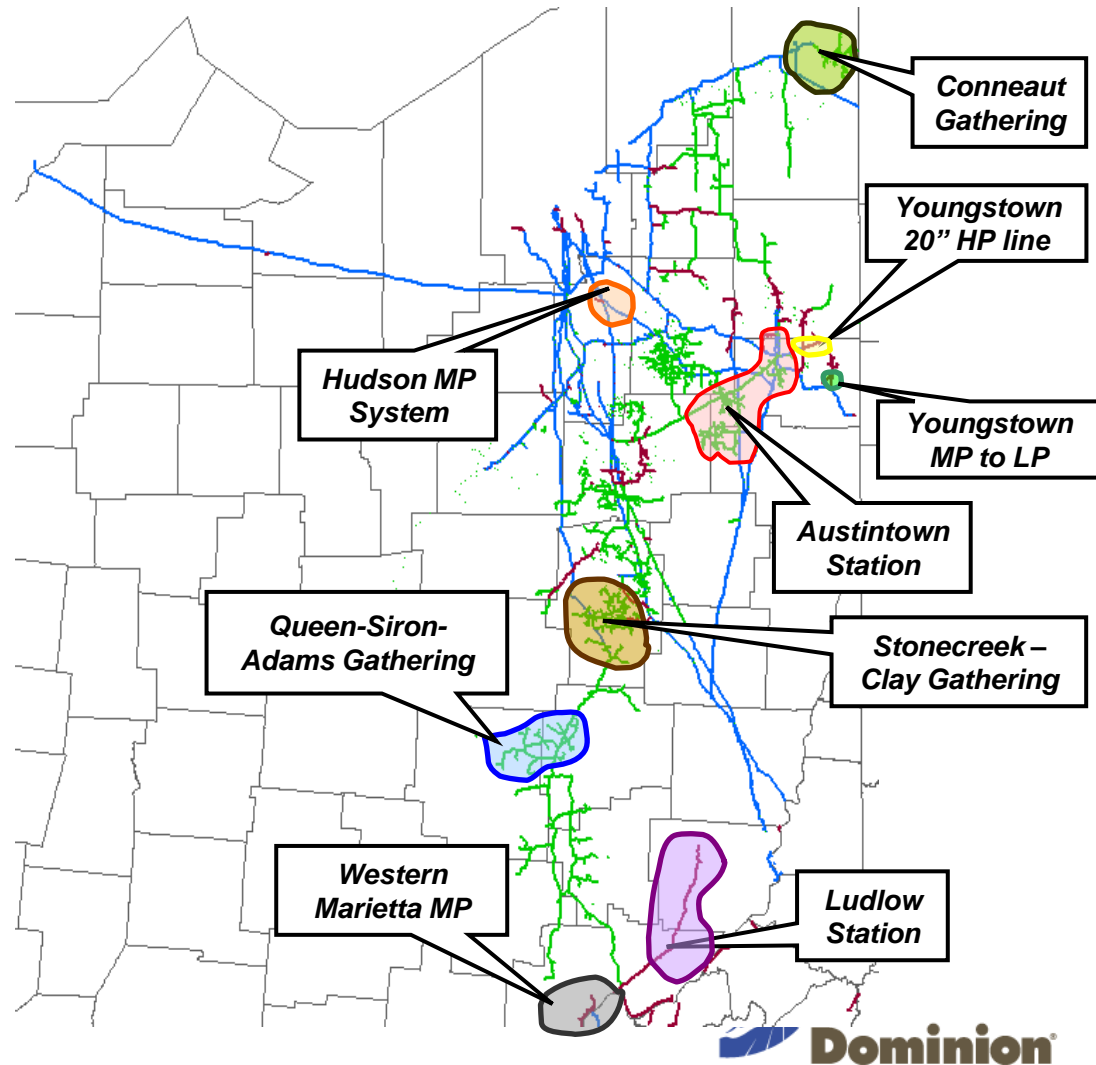 Conneaut
Gathering
Youngstown
20” HP line
Hudson MP
System
Youngstown
MP to LP
Austintown
Station
Queen-Siron-
Adams Gathering
Stonecreek –
Clay Gathering
Western
Marietta MP
Ludlow
Station
Dominion®